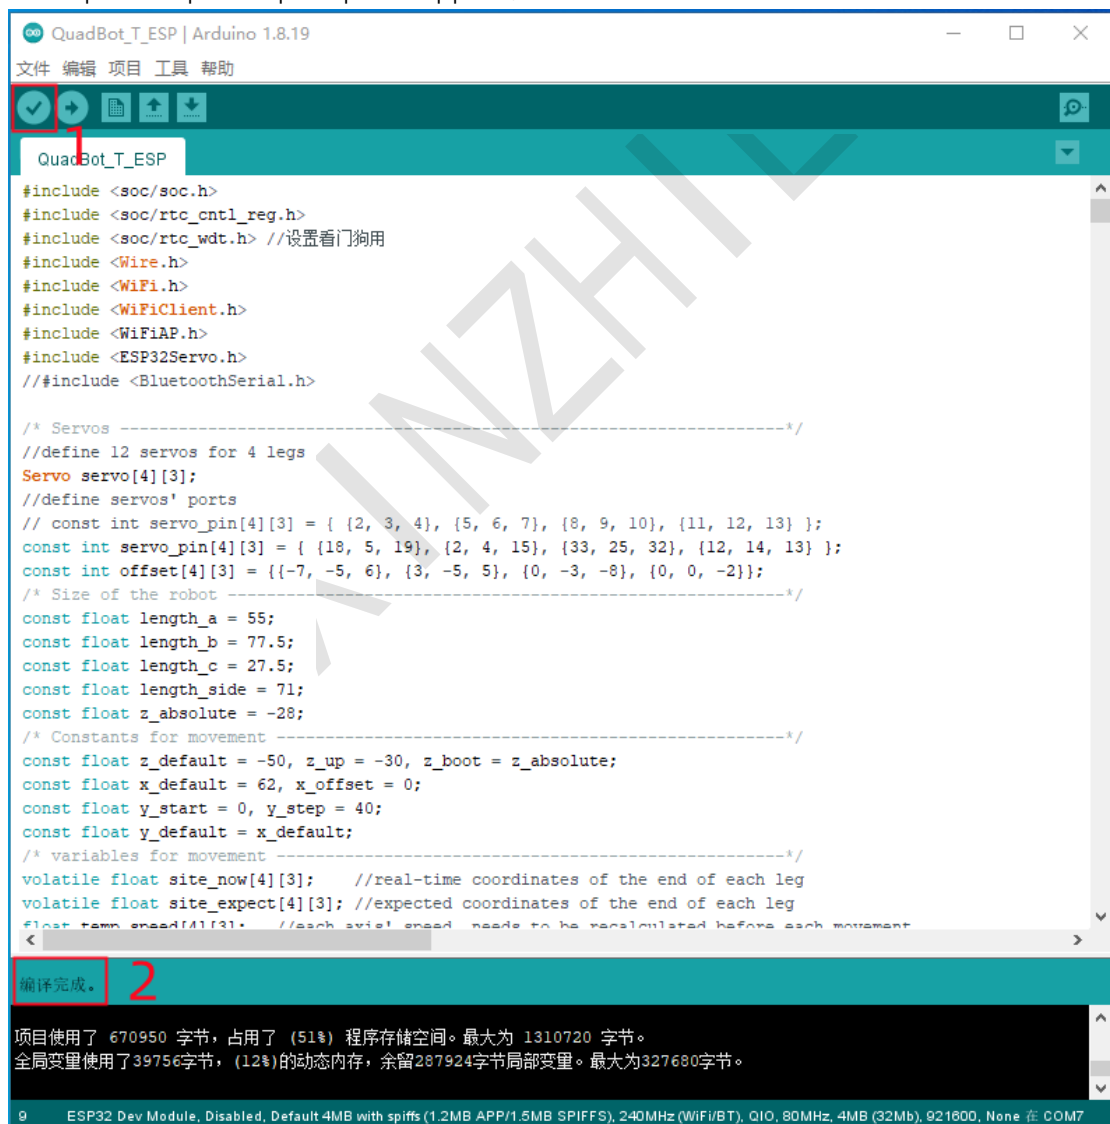 QuadBot_T_ESP | Arduino 1.8.19
文件 编辑 项目 工具 帮助
1
QuadBot_T_ESP
#include <soc/soc.h>
#include <soc/rtc_cntl_reg.h>
#include <soc/rtc_wdt.h> //设置看门狗用
#include <Wire.h>
#include <WiFi.h>
#include <WiFiClient.h>
#include <WiFiAP.h>
#include <ESP32Servo.h>
//#include <BluetoothSerial.h>
/* Servos --------------------------------------------------------------------*/
//define 12 servos for 4 legs
Servo servo[4][3];
//define servos' ports
// const int servo_pin[4][3] = { {2, 3, 4}, {5, 6, 7}, {8, 9, 10}, {11, 12, 13} };
const int servo_pin[4][3] = { {18, 5, 19}, {2, 4, 15}, {33, 25, 32}, {12, 14, 13} };
const int offset[4][3] = {{-7, -5, 6}, {3, -5, 5}, {0, -3, -8}, {0, 0, -2}};
/* Size of the robot ---------------------------------------------------------*/
const float length_a = 55;
const float length_b = 77.5;
const float length_c = 27.5;
const float length_side = 71;
const float z_absolute = -28;
/* Constants for movement ----------------------------------------------------*/
const float z_default = -50, z_up = -30, z_boot = z_absolute;
const float x_default = 62, x_offset = 0;
const float y_start = 0, y_step = 40;
const float y_default = x_default;
/* variables for movement ----------------------------------------------------*/
volatile float site_now[4][3];    //real-time coordinates of the end of each leg
volatile float site_expect[4][3]; //expected coordinates of the end of each leg
float temp_speed[4][3];   //each axis' speed, needs to be recalculated before each movement
编译完成。 2
项目使用了 670950 字节，占用了 (51%) 程序存储空间。最大为 1310720 字节。
全局变量使用了39756字节，(12%)的动态内存，余留287924字节局部变量。最大为327680字节。
9 ESP32 Dev Module, Disabled, Default 4MB with spiffs (1.2MB APP/1.5MB SPIFFS), 240MHz (WiFi/BT), QIO, 80MHz, 4MB (32Mb), 921600, None 在 COM7